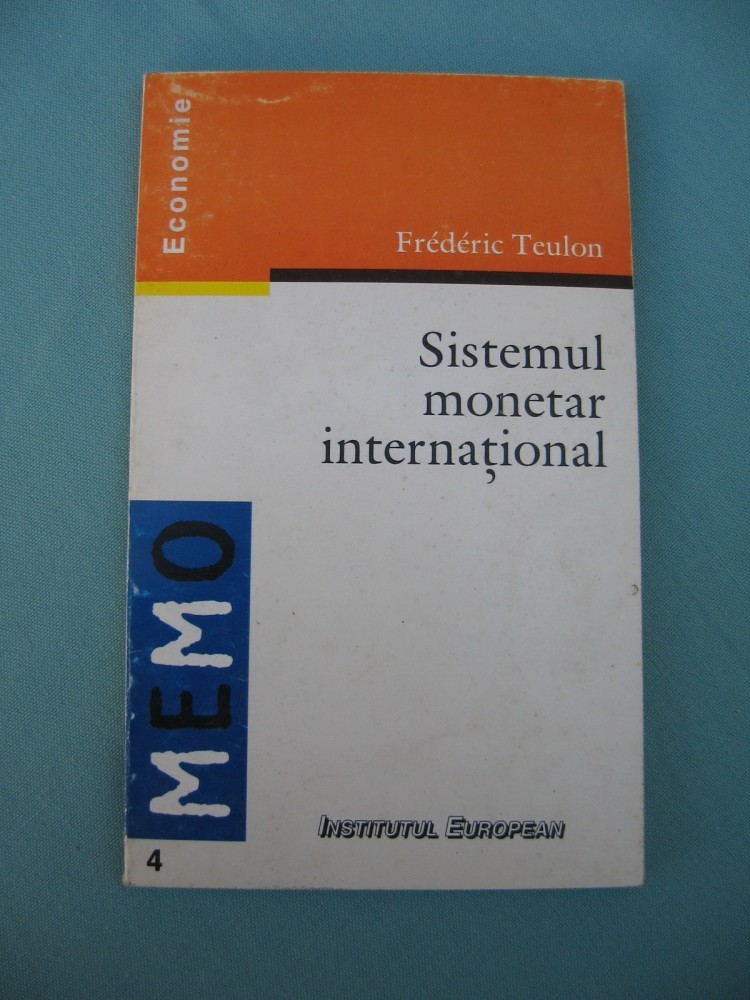 Economie
Frédéric Teulon
Sistemul
monetar
internațional
MEMO
INSTITUTUL EUROPEAN
4